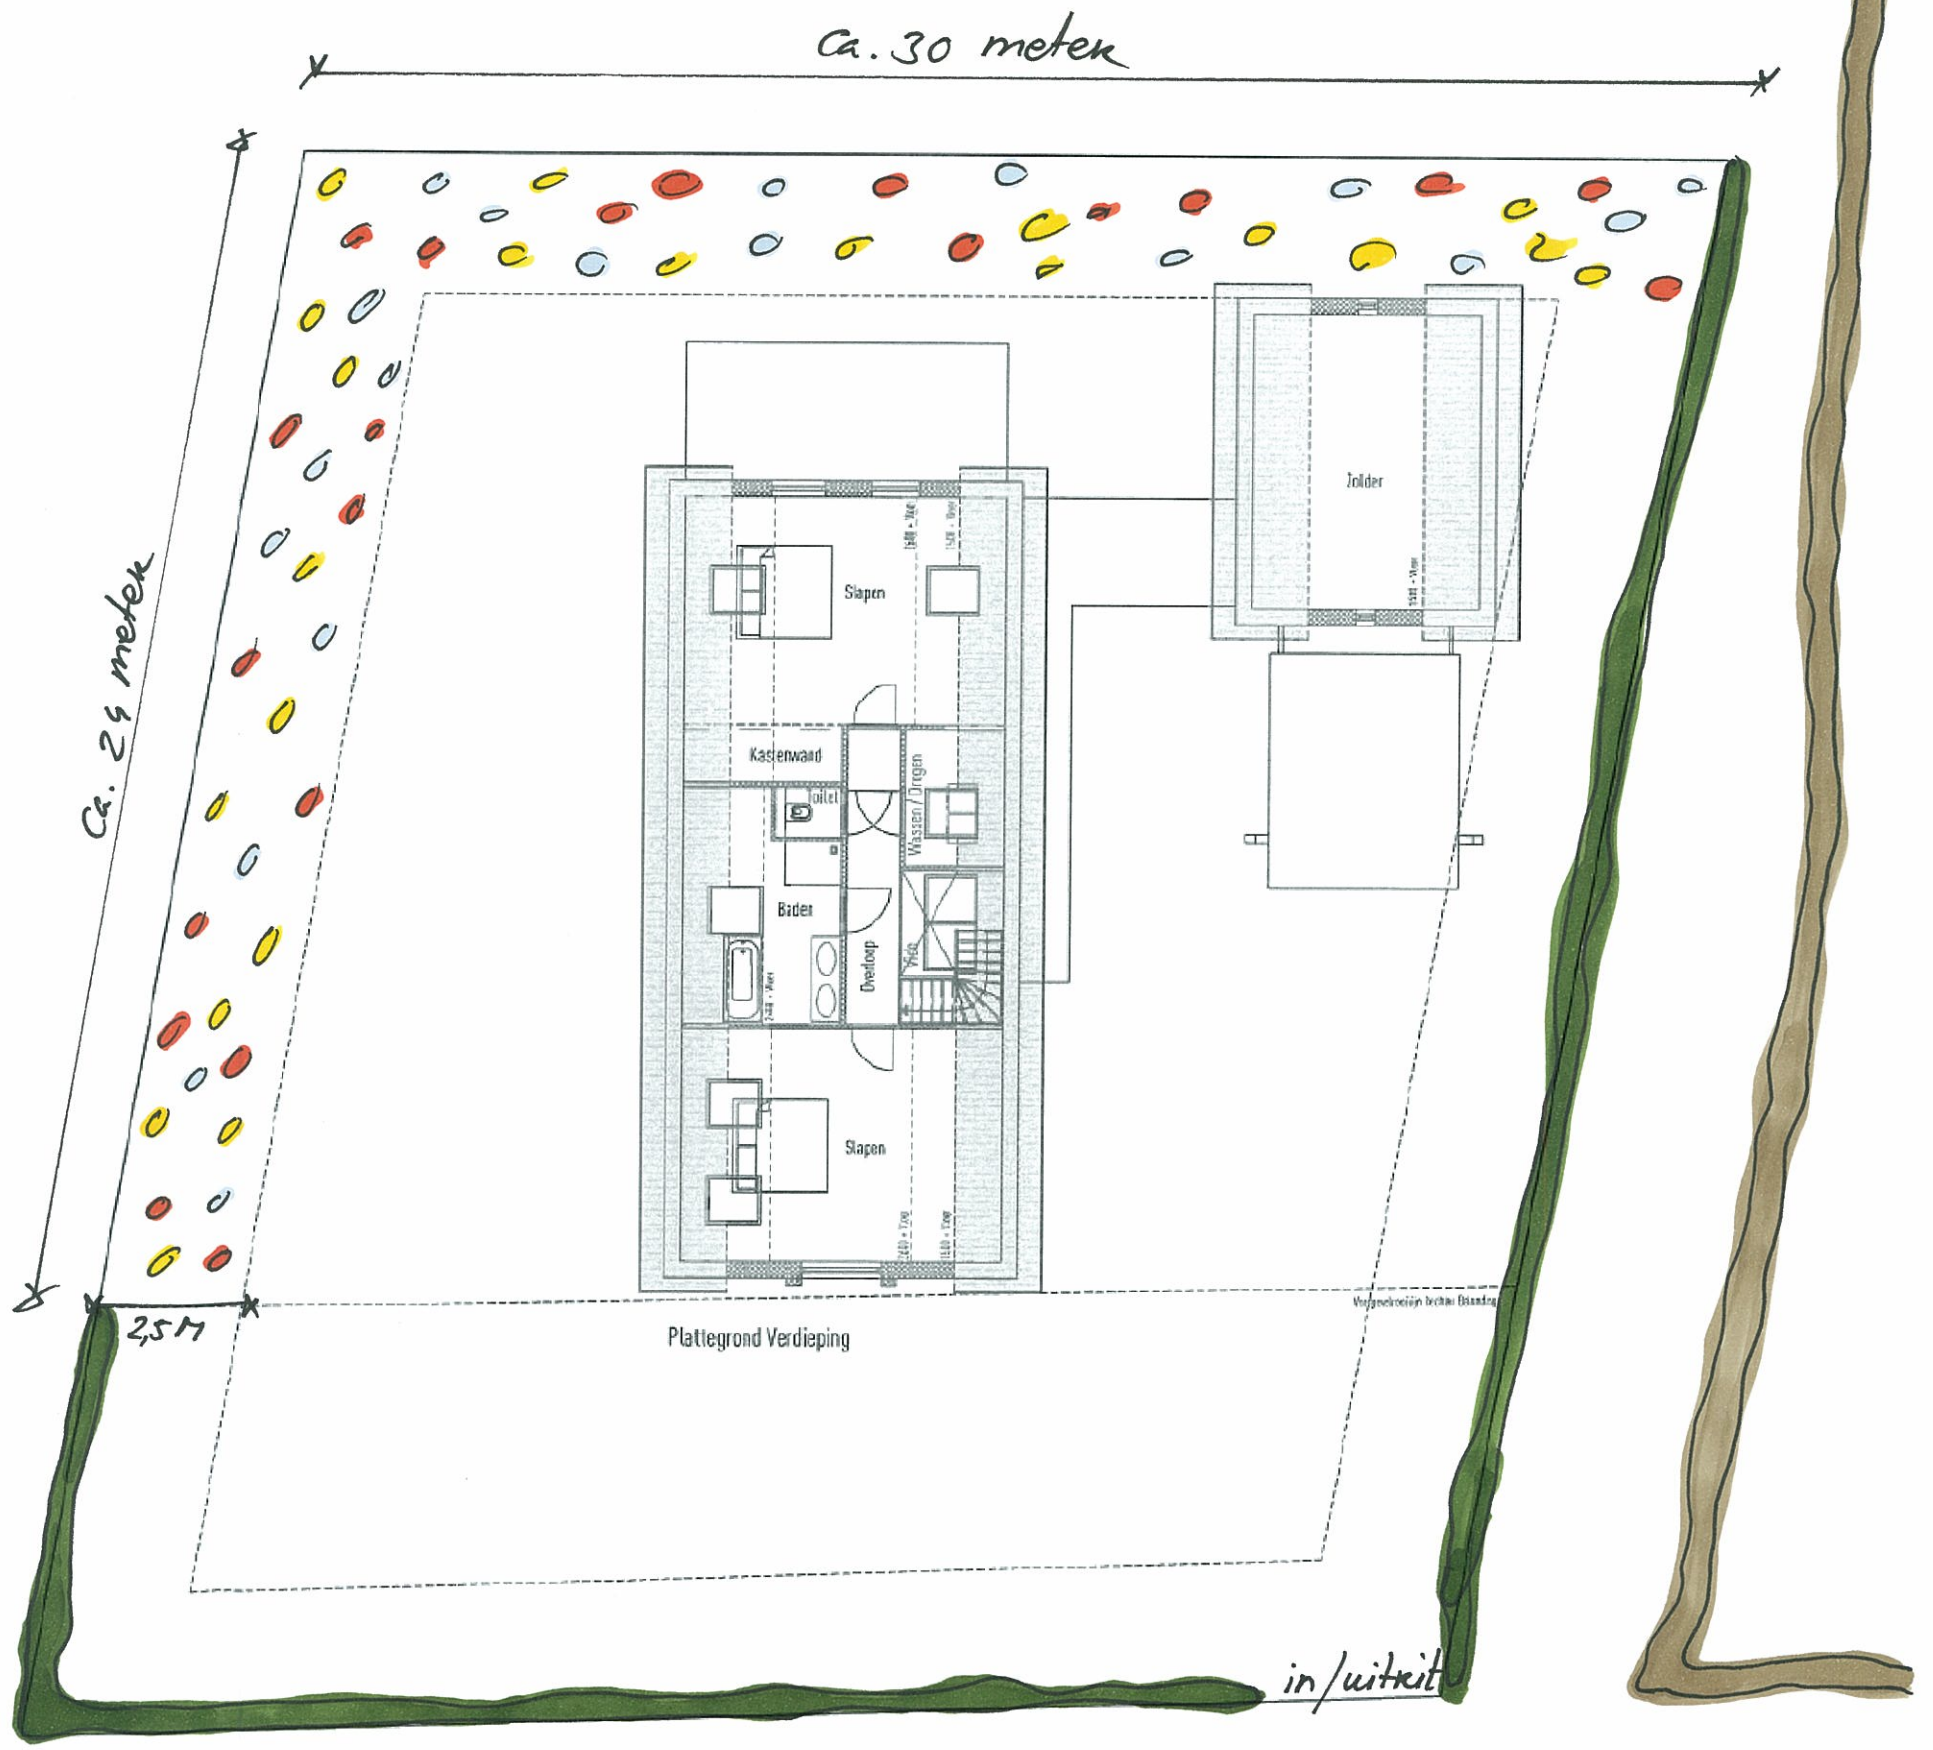 Ca. 30 meter
Ca. 24 meter
Zolder
Slapen
Kastenwand
Toilet
Wassen / Drogen
Baden
Overloop
Vide
Slapen
2,5 M
Plattegrond Verdieping
in/uitrit